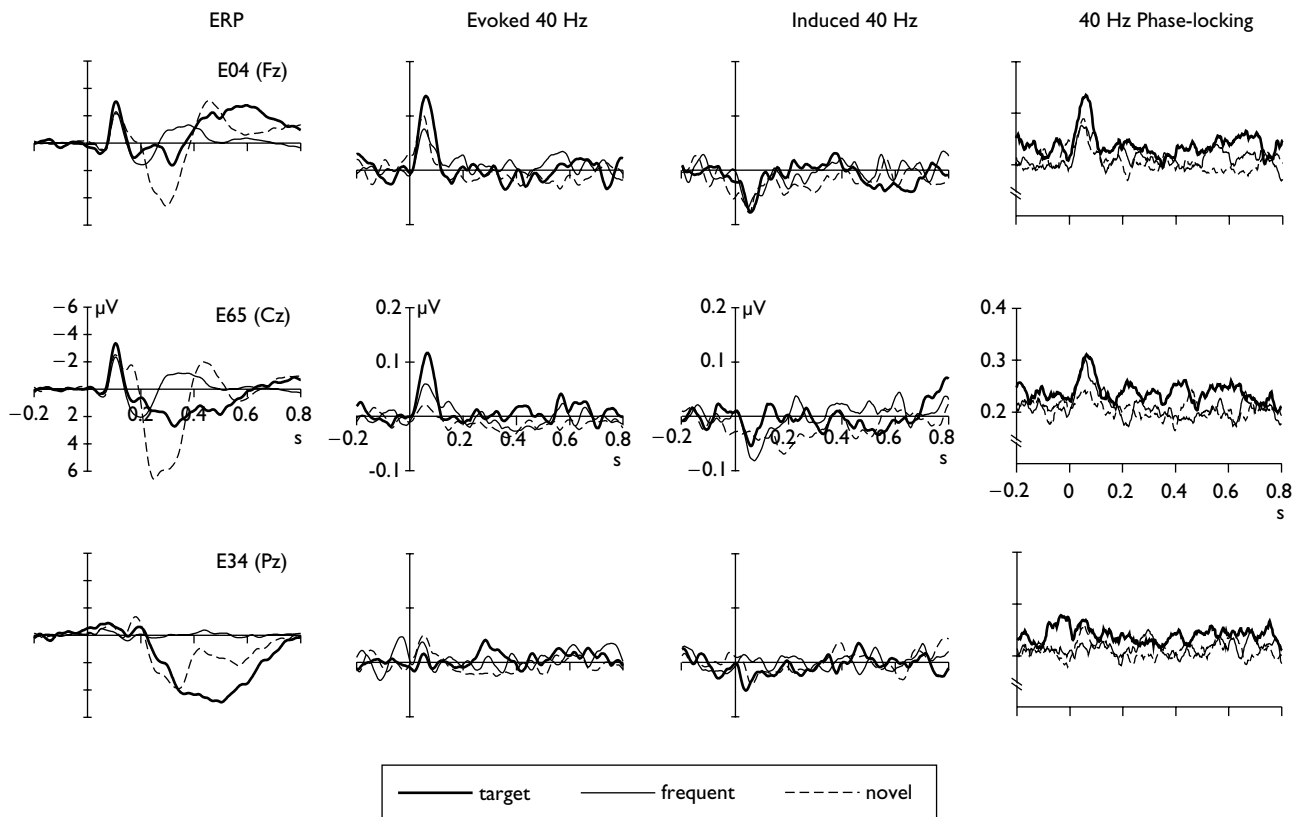 ERP Evoked 40 Hz Induced 40 Hz 40 Hz Phase-locking
E04 (Fz)
E65 (Cz)
−6 μV
−4
−2
−0.2 0.2 0.4 0.6 0.8
2
4
6
s
0.2 μV
0.1
−0.2 0.2 0.4 0.6 0.8
-0.1
s
0.2 μV
0.1
−0.2 0.2 0.4 0.6 0.8
−0.1
s
0.4
0.3
0.2
−0.2 0 0.2 0.4 0.6 0.8
s
E34 (Pz)
target frequent novel